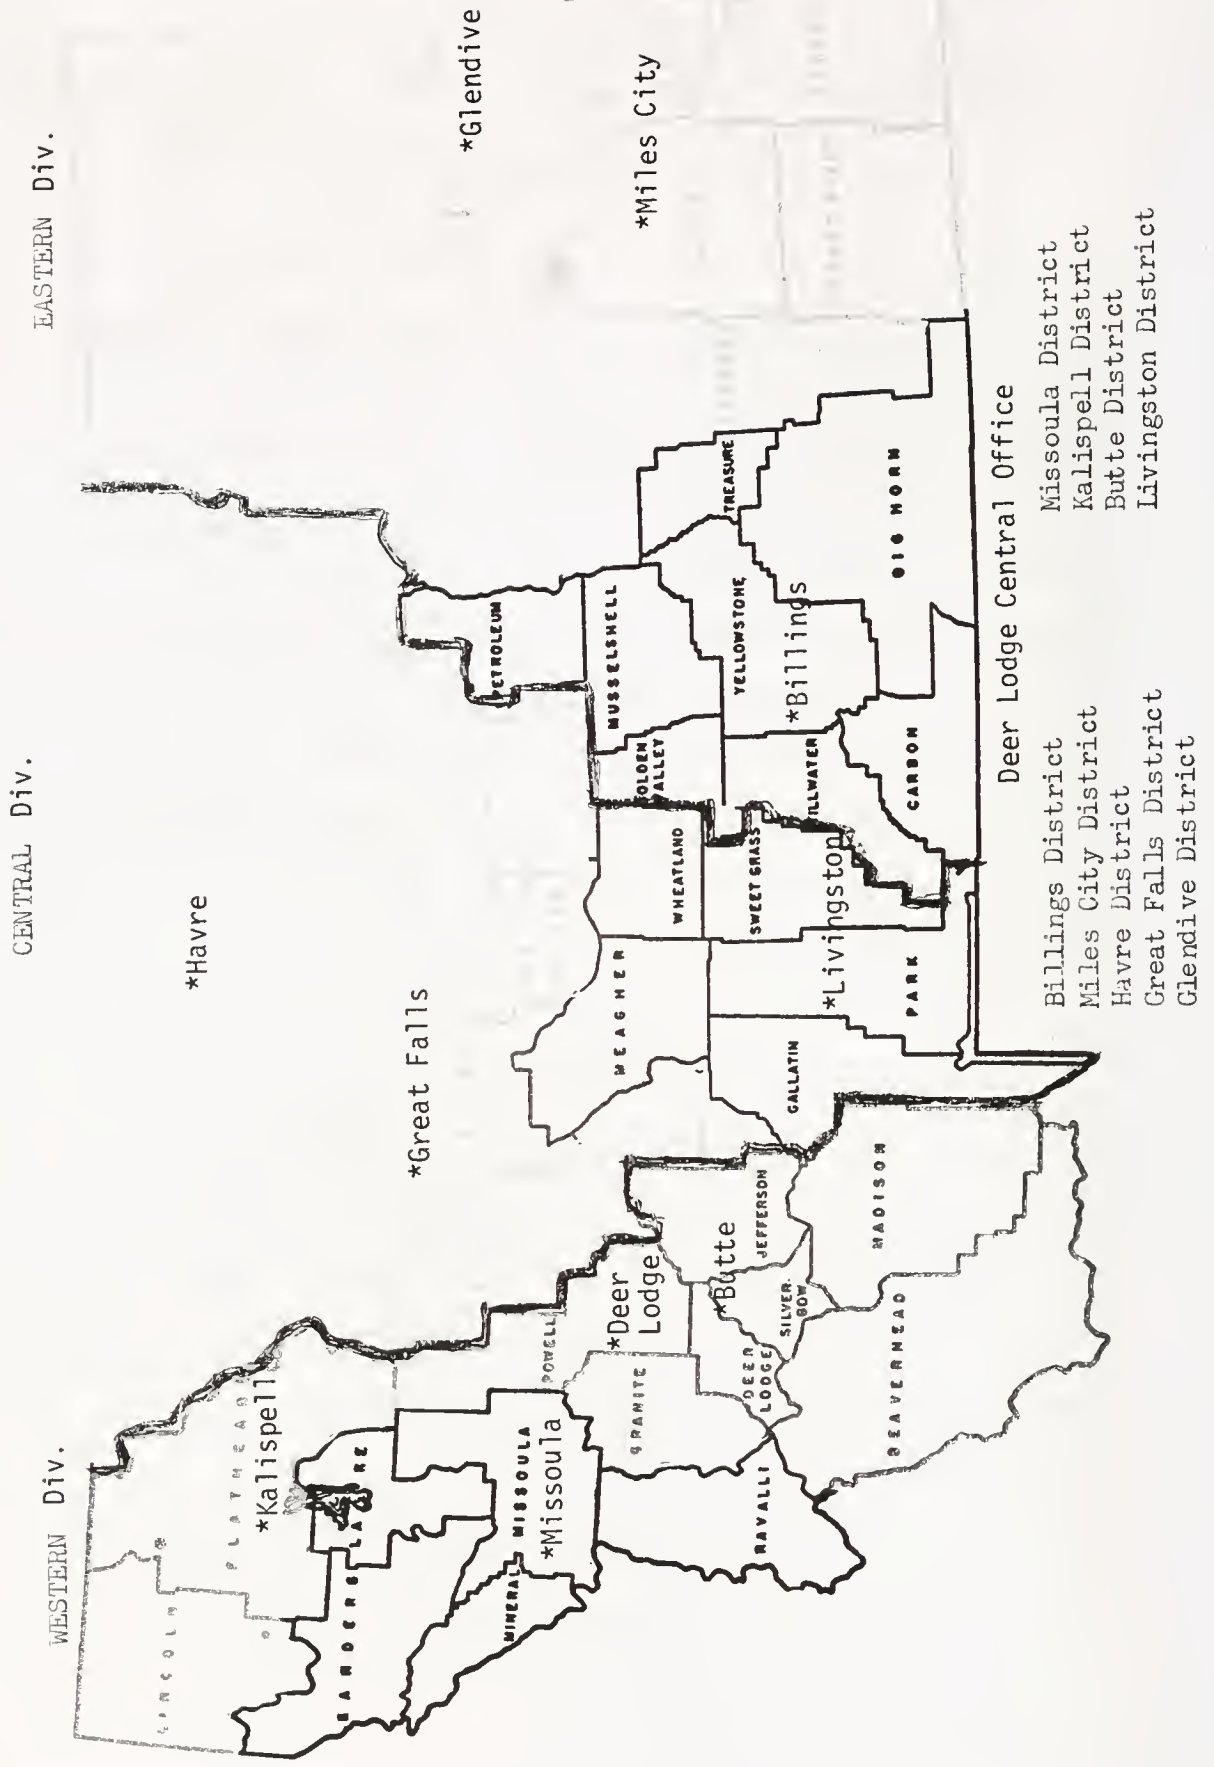 WESTERN Div.
CENTRAL Div.
EASTERN Div.
*Havre
*Glendive
*Great Falls
*Miles City
LINCOLN
FLATHEAD
*Kalispell
SANDERS
LAKE
MISSOULA
*Missoula
MINERAL
POWELL
*Deer
Lodge
GRANITE
RAVALLI
DEER
LODGE
*Butte
SILVER-
BOW
JEFFERSON
BEAVERHEAD
MADISON
MEAGHER
GALLATIN
PARK
*Livingston
WHEATLAND
SWEET GRASS
GOLDEN
VALLEY
STILLWATER
PETROLEUM
MUSSELSHELL
YELLOWSTONE
*Billings
CARBON
TREASURE
BIG HORN
Deer Lodge Central Office
Billings District
Miles City District
Havre District
Great Falls District
Glendive District
Missoula District
Kalispell District
Butte District
Livingston District